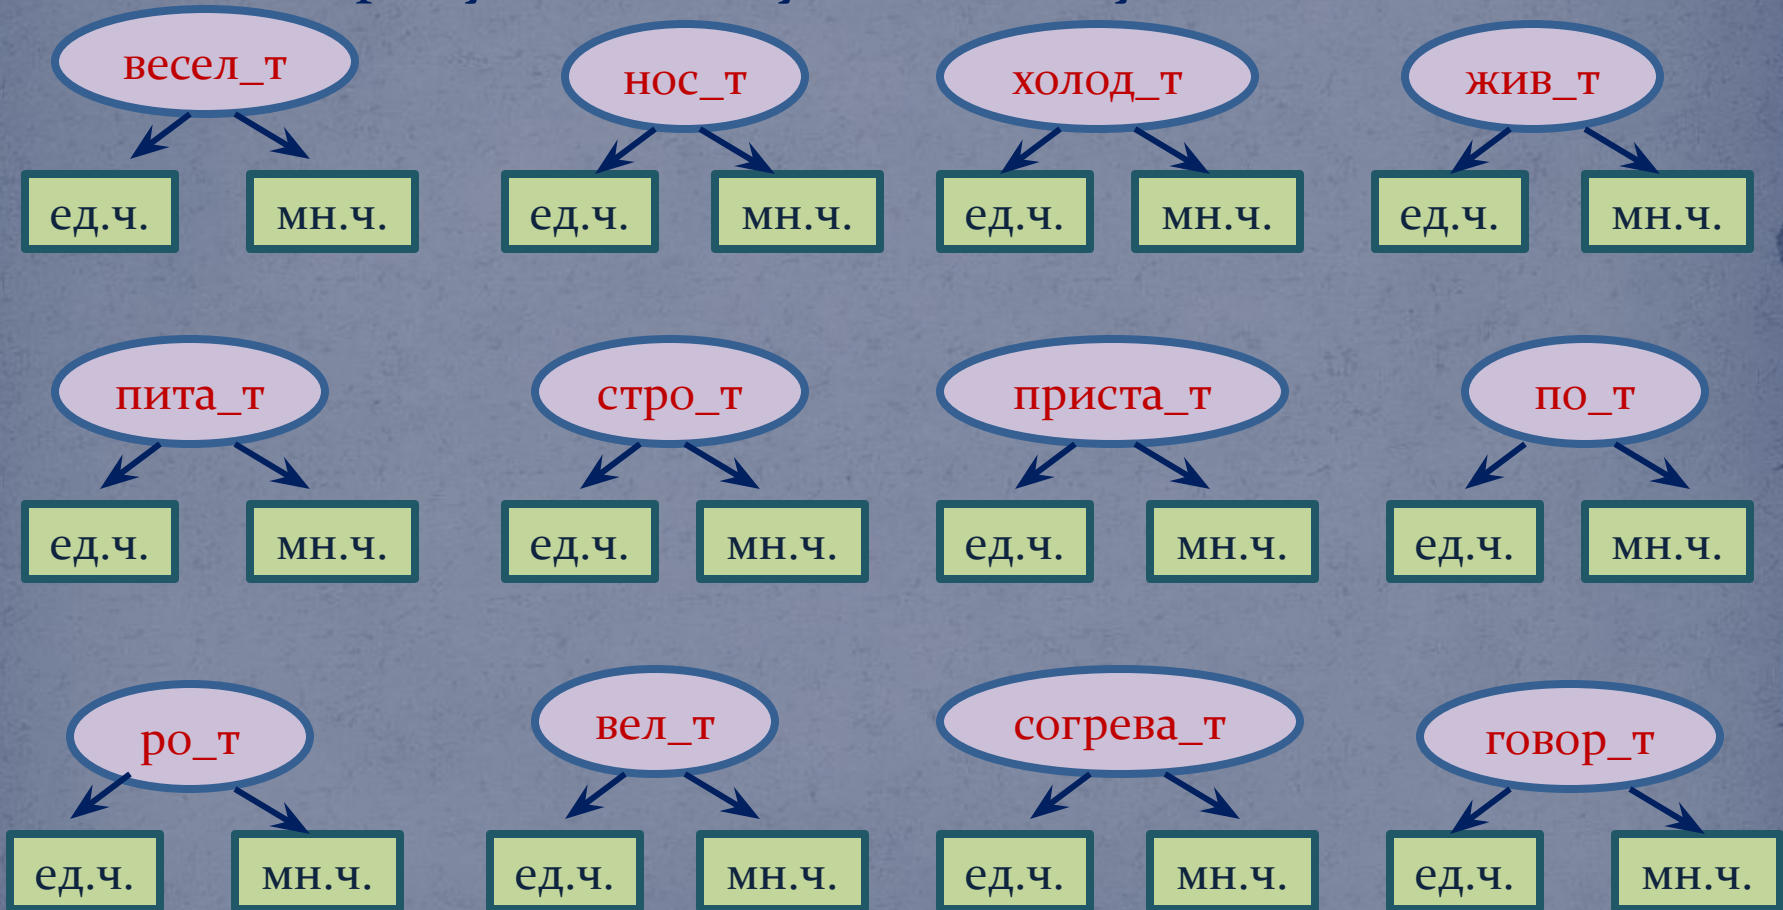 весел_т нос_т холод_т жив_т
ед.ч. мн.ч. ед.ч. мн.ч. ед.ч. мн.ч. ед.ч. мн.ч.
пита_т стро_т приста_т по_т
ед.ч. мн.ч. ед.ч. мн.ч. ед.ч. мн.ч. ед.ч. мн.ч.
ро_т вел_т согрева_т говор_т
ед.ч. мн.ч. ед.ч. мн.ч. ед.ч. мн.ч. ед.ч. мн.ч.